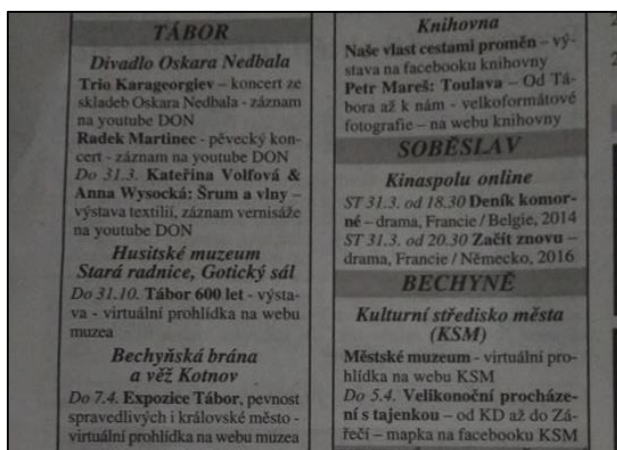 TÁBOR
Divadlo Oskara Nedbala
Trio Karageorgiev – koncert ze
skladeb Oskara Nedbala - záznam
na youtube DON
Radek Martinec - pěvecký kon-
cert - záznam na youtube DON
Do 31.3. Kateřina Volfová &
Anna Wysocká: Šrum a vlny –
výstava textilií, záznam vernisáže
na youtube DON
Husitské muzeum
Stará radnice, Gotický sál
Do 31.10. Tábor 600 let - výsta-
va - virtuální prohlídka na webu
muzea
Bechyňská brána
a věž Kotnov
Do 7.4. Expozice Tábor, pevnost
spravedlivých i královské město -
virtuální prohlídka na webu muzea
Knihovna
Naše vlast cestami proměn – vý-
stava na facebooku knihovny
Petr Mareš: Toulava – Od Tá-
bora až k nám - velkoformátové
fotografie – na webu knihovny
SOBĚSLAV
Kinaspolu online
ST 31.3. od 18.30 Deník komor-
né – drama, Francie / Belgie, 2014
ST 31.3. od 20.30 Začít znovu –
drama, Francie / Německo, 2016
BECHYNĚ
Kulturní středisko města
(KSM)
Městské muzeum - virtuální pro-
hlídka na webu KSM
Do 5.4. Velikonoční procháze-
ní s tajenkou – od KD až do Zá-
řečí – mapka na facebooku KSM